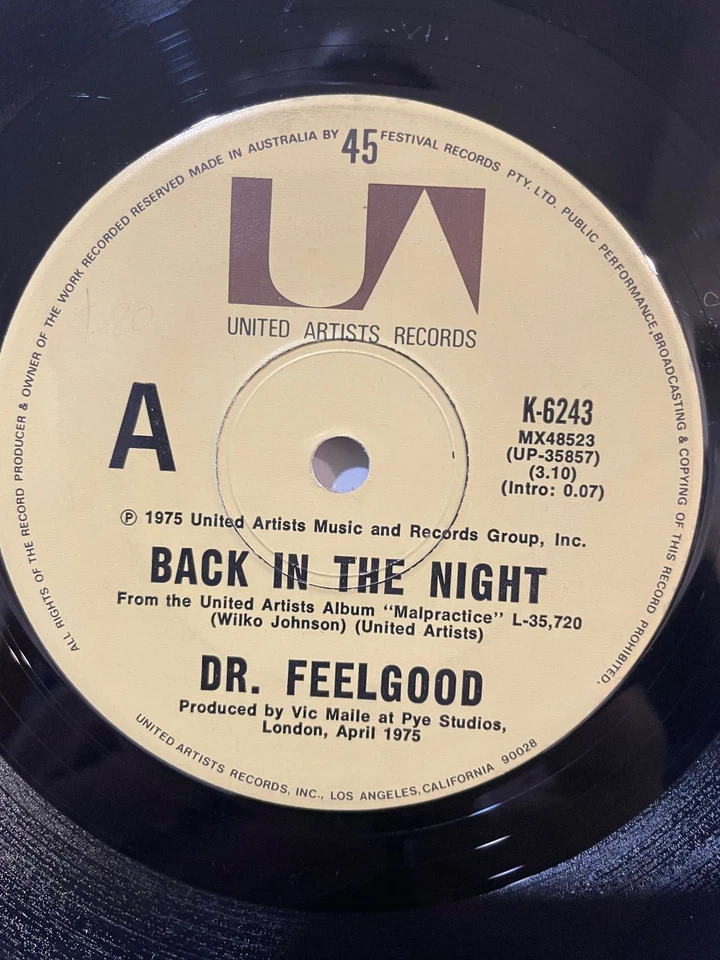 ALL RIGHTS OF THE RECORD PRODUCER & OWNER OF THE WORK RECORDED RESERVED MADE IN AUSTRALIA BY 45 FESTIVAL RECORDS PTY. LTD. PUBLIC PERFORMANCE, BROADCASTING & COPYING OF THIS RECORD PROHIBITED.
UA
UNITED ARTISTS RECORDS
A
K-6243
MX48523
(UP-35857)
(3.10)
(Intro: 0.07)
Ⓟ 1975 United Artists Music and Records Group, Inc.
BACK IN THE NIGHT
From the United Artists Album "Malpractice" L-35,720
(Wilko Johnson) (United Artists)
DR. FEELGOOD
Produced by Vic Maile at Pye Studios,
London, April 1975
UNITED ARTISTS RECORDS, INC., LOS ANGELES, CALIFORNIA 90028